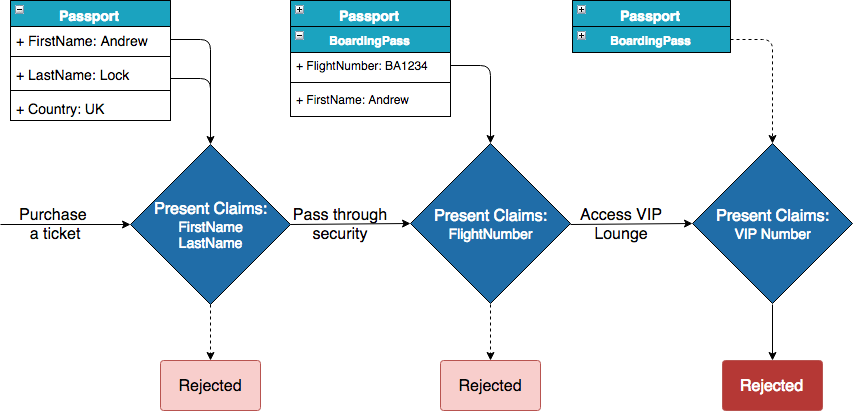 Passport
+ FirstName: Andrew
+ LastName: Lock
+ Country: UK
Passport
BoardingPass
+ FlightNumber: BA1234
+ FirstName: Andrew
Passport
BoardingPass
Purchase
a ticket
Present Claims:
FirstName
LastName
Pass through
security
Present Claims:
FlightNumber
Access VIP
Lounge
Present Claims:
VIP Number
Rejected
Rejected
Rejected